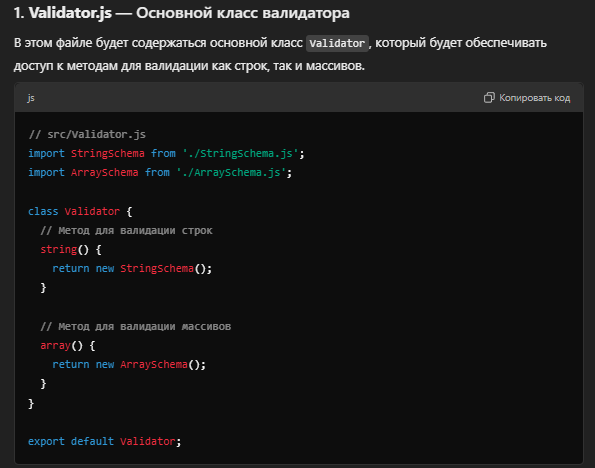 1. Validator.js — Основной класс валидатора
В этом файле будет содержаться основной класс Validator, который будет обеспечивать
доступ к методам для валидации как строк, так и массивов.
js
Копировать код
// src/Validator.js
import StringSchema from './StringSchema.js';
import ArraySchema from './ArraySchema.js';
class Validator {
// Метод для валидации строк
string() {
return new StringSchema();
}
// Метод для валидации массивов
array() {
return new ArraySchema();
}
}
export default Validator;